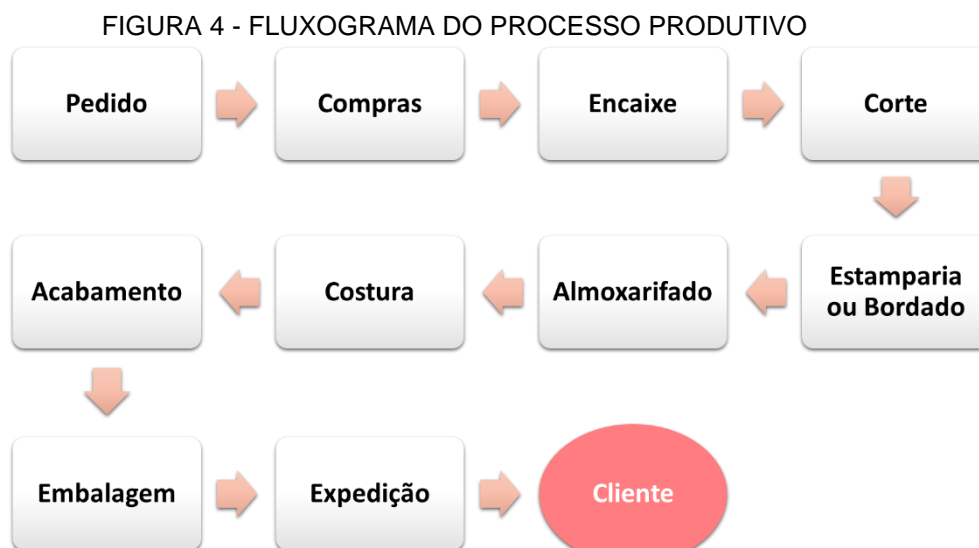 FIGURA 4 - FLUXOGRAMA DO PROCESSO PRODUTIVO
Pedido
Compras
Encaixe
Corte
Estamparia
ou Bordado
Almoxarifado
Costura
Acabamento
Embalagem
Expedição
Cliente